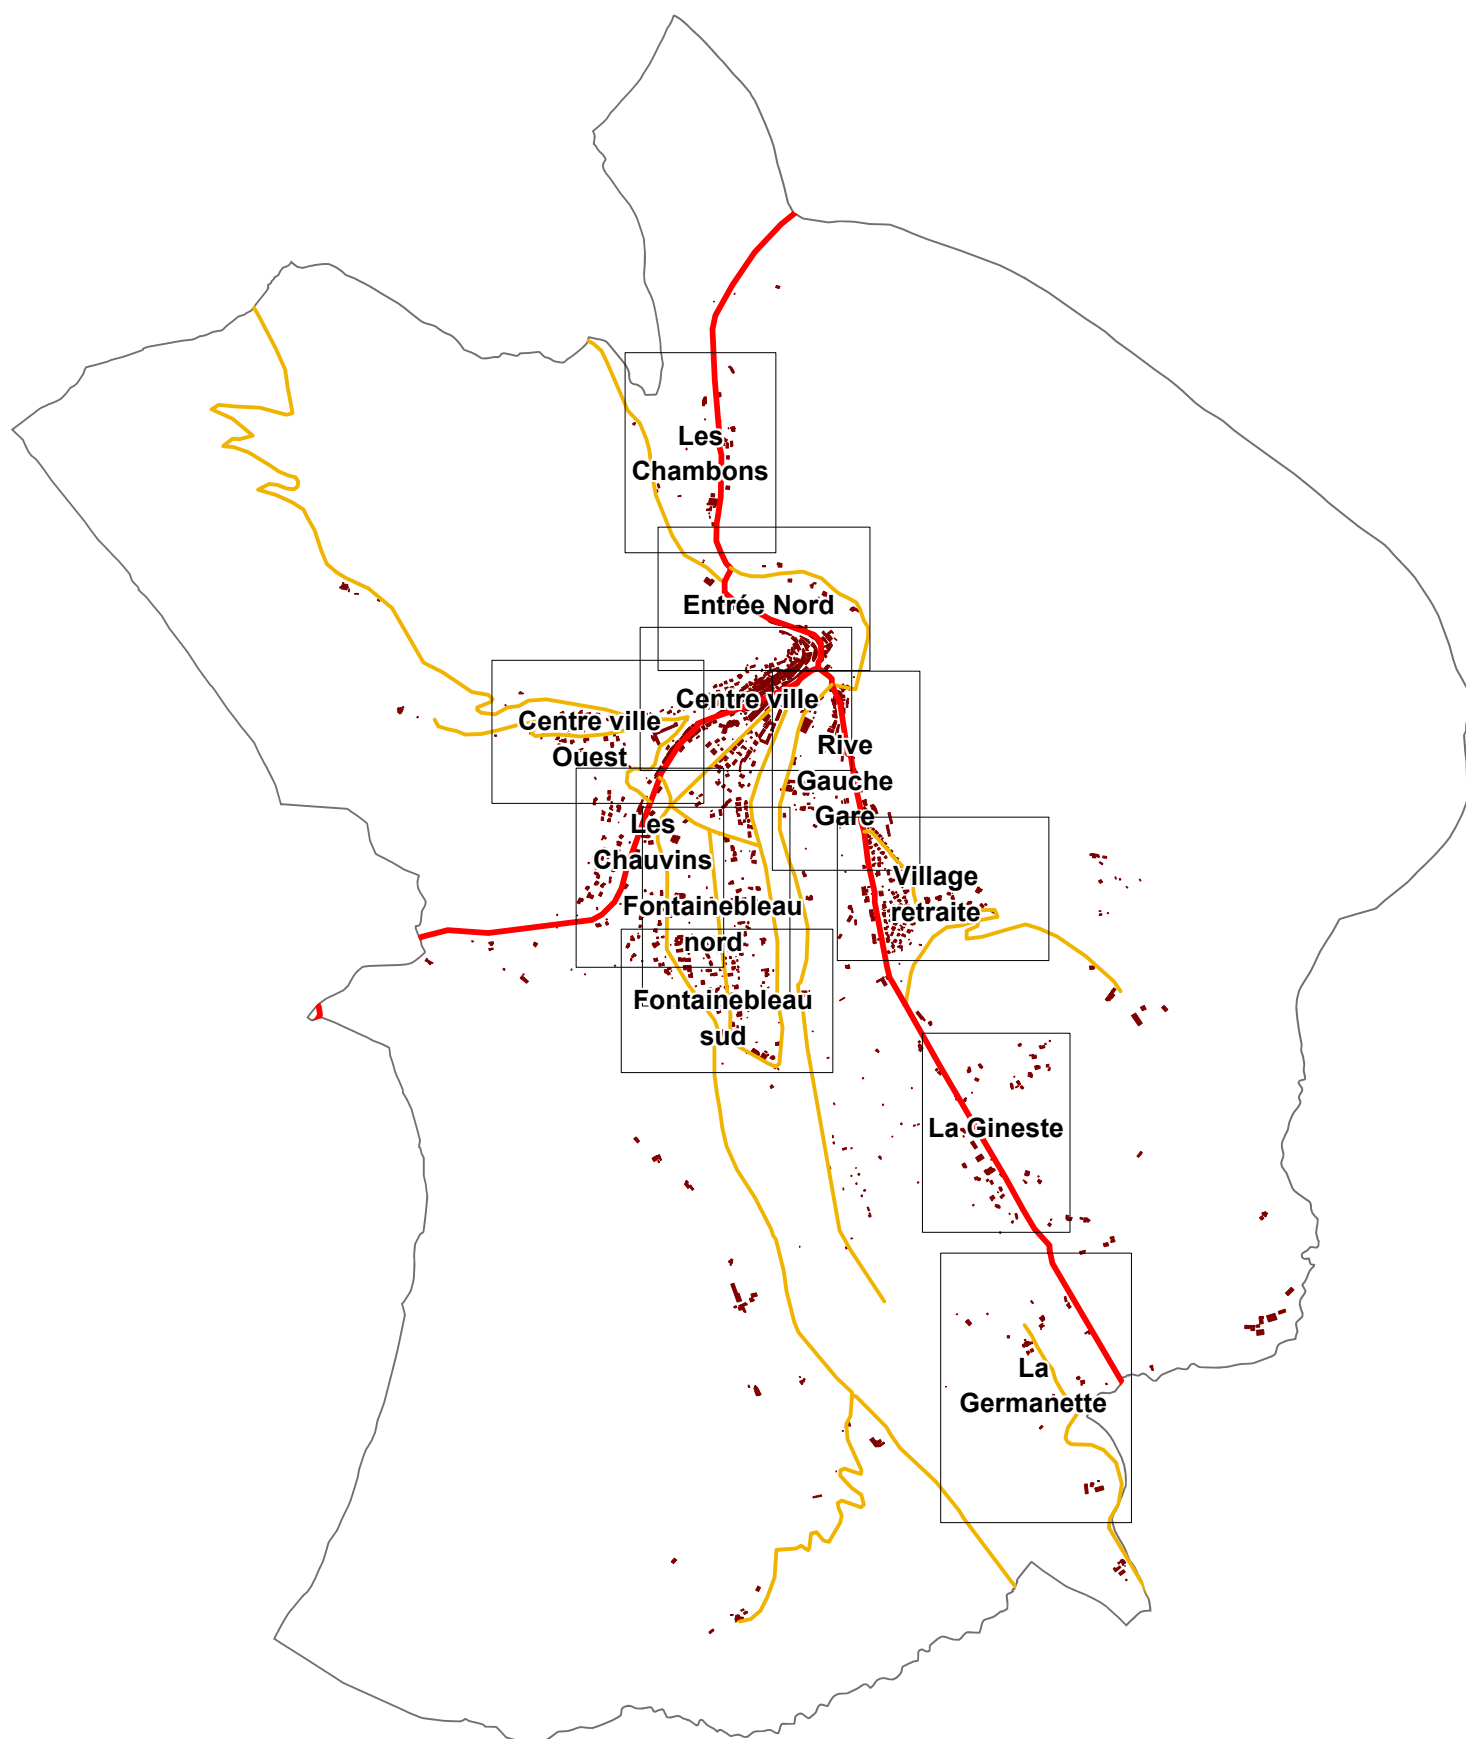 Les
Chambons
Entrée Nord
Centre ville
Centre ville
Ouest
Rive
Gauche
Gare
Les
Chauvins
Village
retraite
Fontainebleau
nord
Fontainebleau
sud
La Gineste
La
Germanette